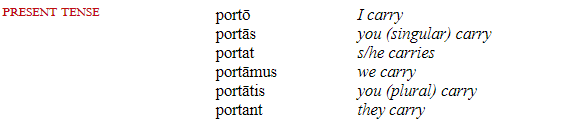 PRESENT TENSE portō I carry
portās you (singular) carry
portat s/he carries
portāmus we carry
portātis you (plural) carry
portant they carry